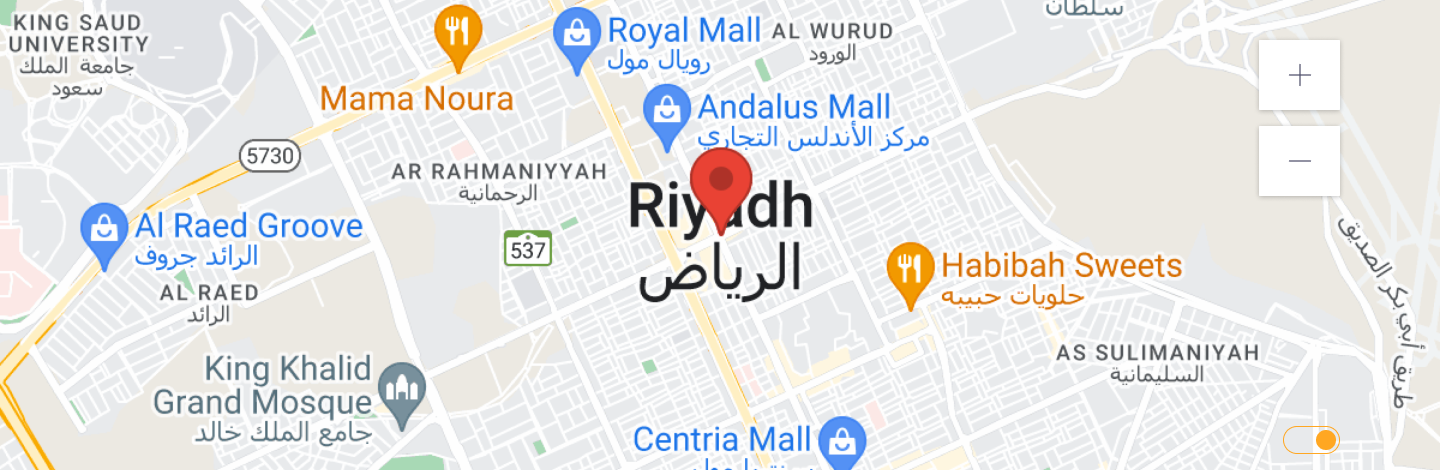 KING SAUD
UNIVERSITY
جامعة الملك
سعود
Mama Noura
Royal Mall
رويال مول
AL WURUD
الورود
سلطان
Andalus Mall
مركز الأندلس التجاري
5730
AR RAHMANIYYAH
الرحمانية
Riyadh
الرياض
Al Raed Groove
الرائد جروف
537
AL RAED
الرائد
Habibah Sweets
حلويات حبيبه
طريق أبي بكر الصديق
AS SULIMANIYAH
السليمانية
King Khalid
Grand Mosque
جامع الملك خالد
Centria Mall